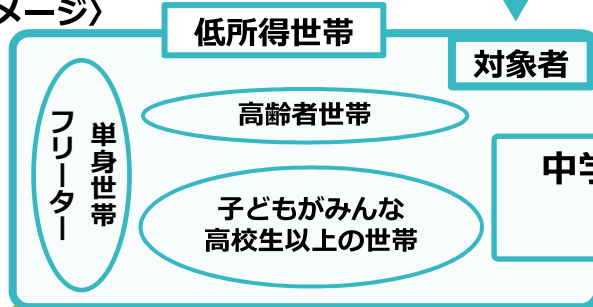 メージ〉
低所得世帯
対象者
単身世帯
フリーター
高齢者世帯
子どもがみんな
高校生以上の世帯
中